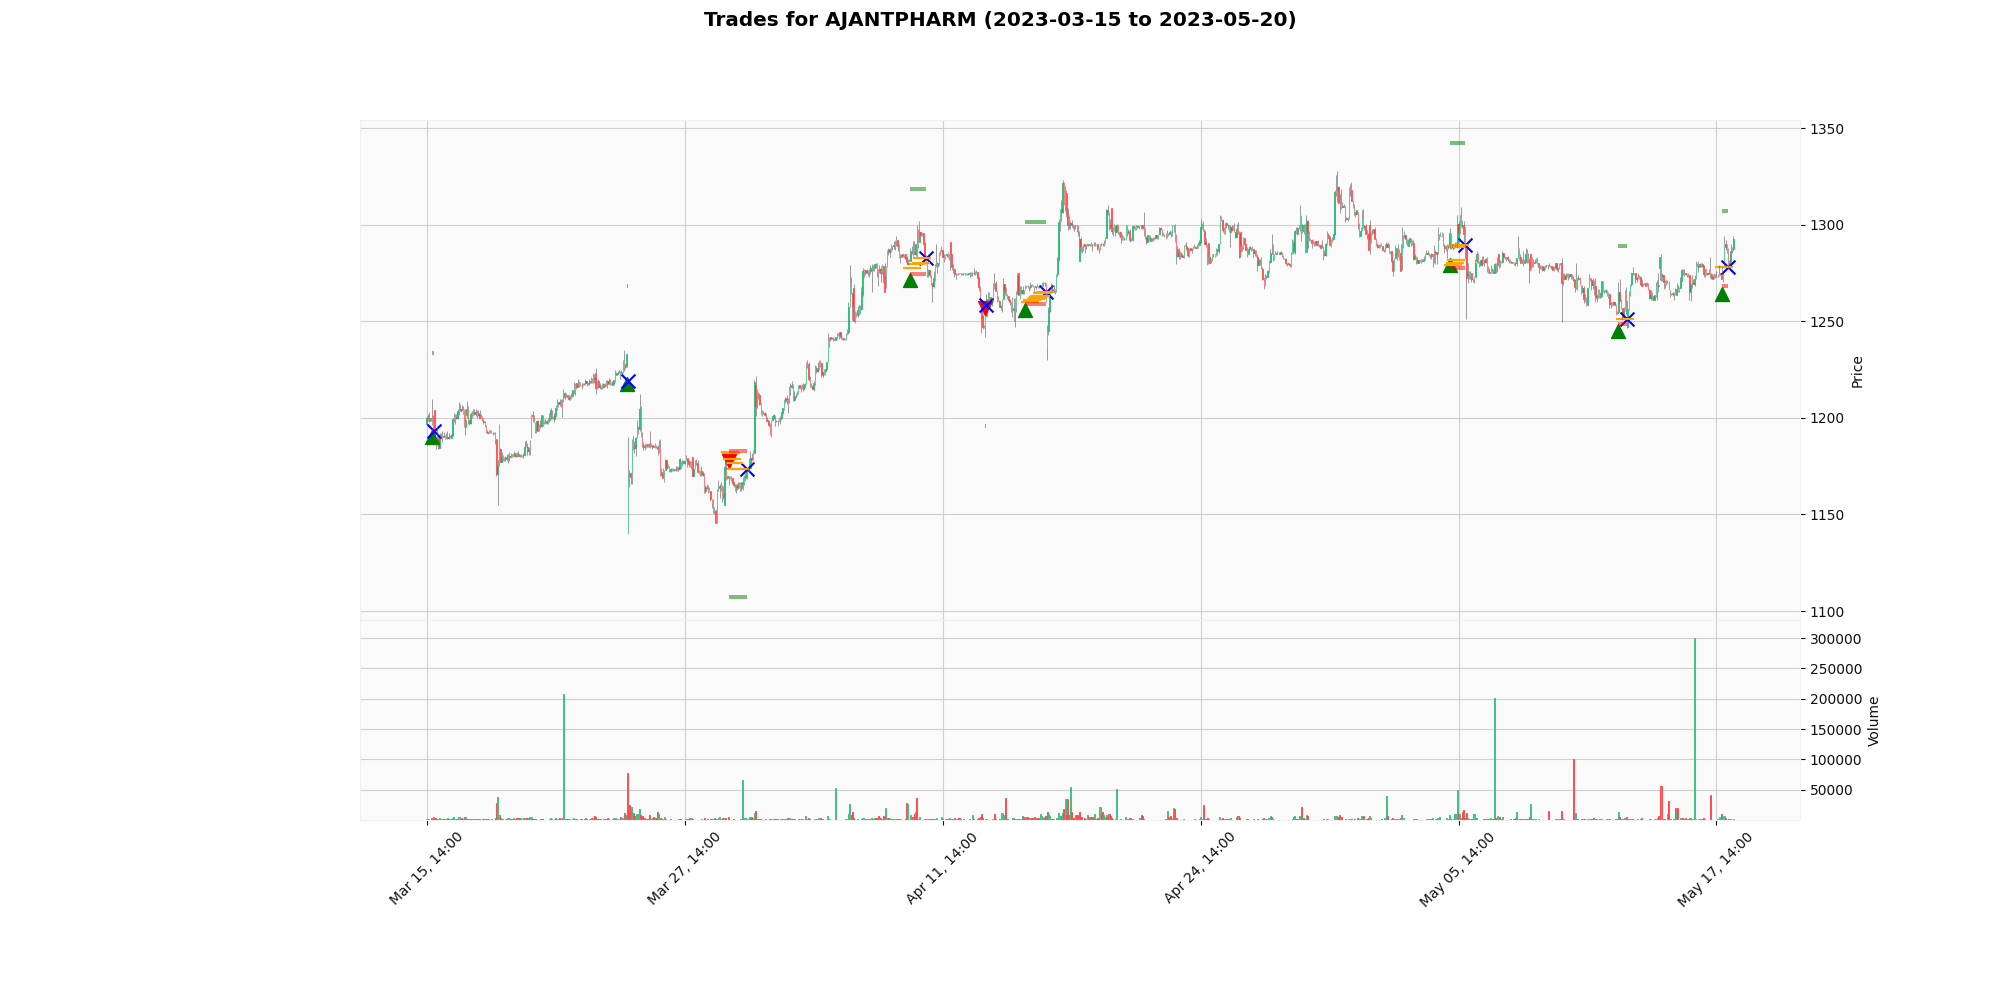 Trades for AJANTPHARM (2023-03-15 to 2023-05-20)
1350
1300
1250
1200
1150
1100
Price
300000
250000
200000
150000
100000
50000
Volume
Mar 15, 14:00
Mar 27, 14:00
Apr 11, 14:00
Apr 24, 14:00
May 05, 14:00
May 17, 14:00